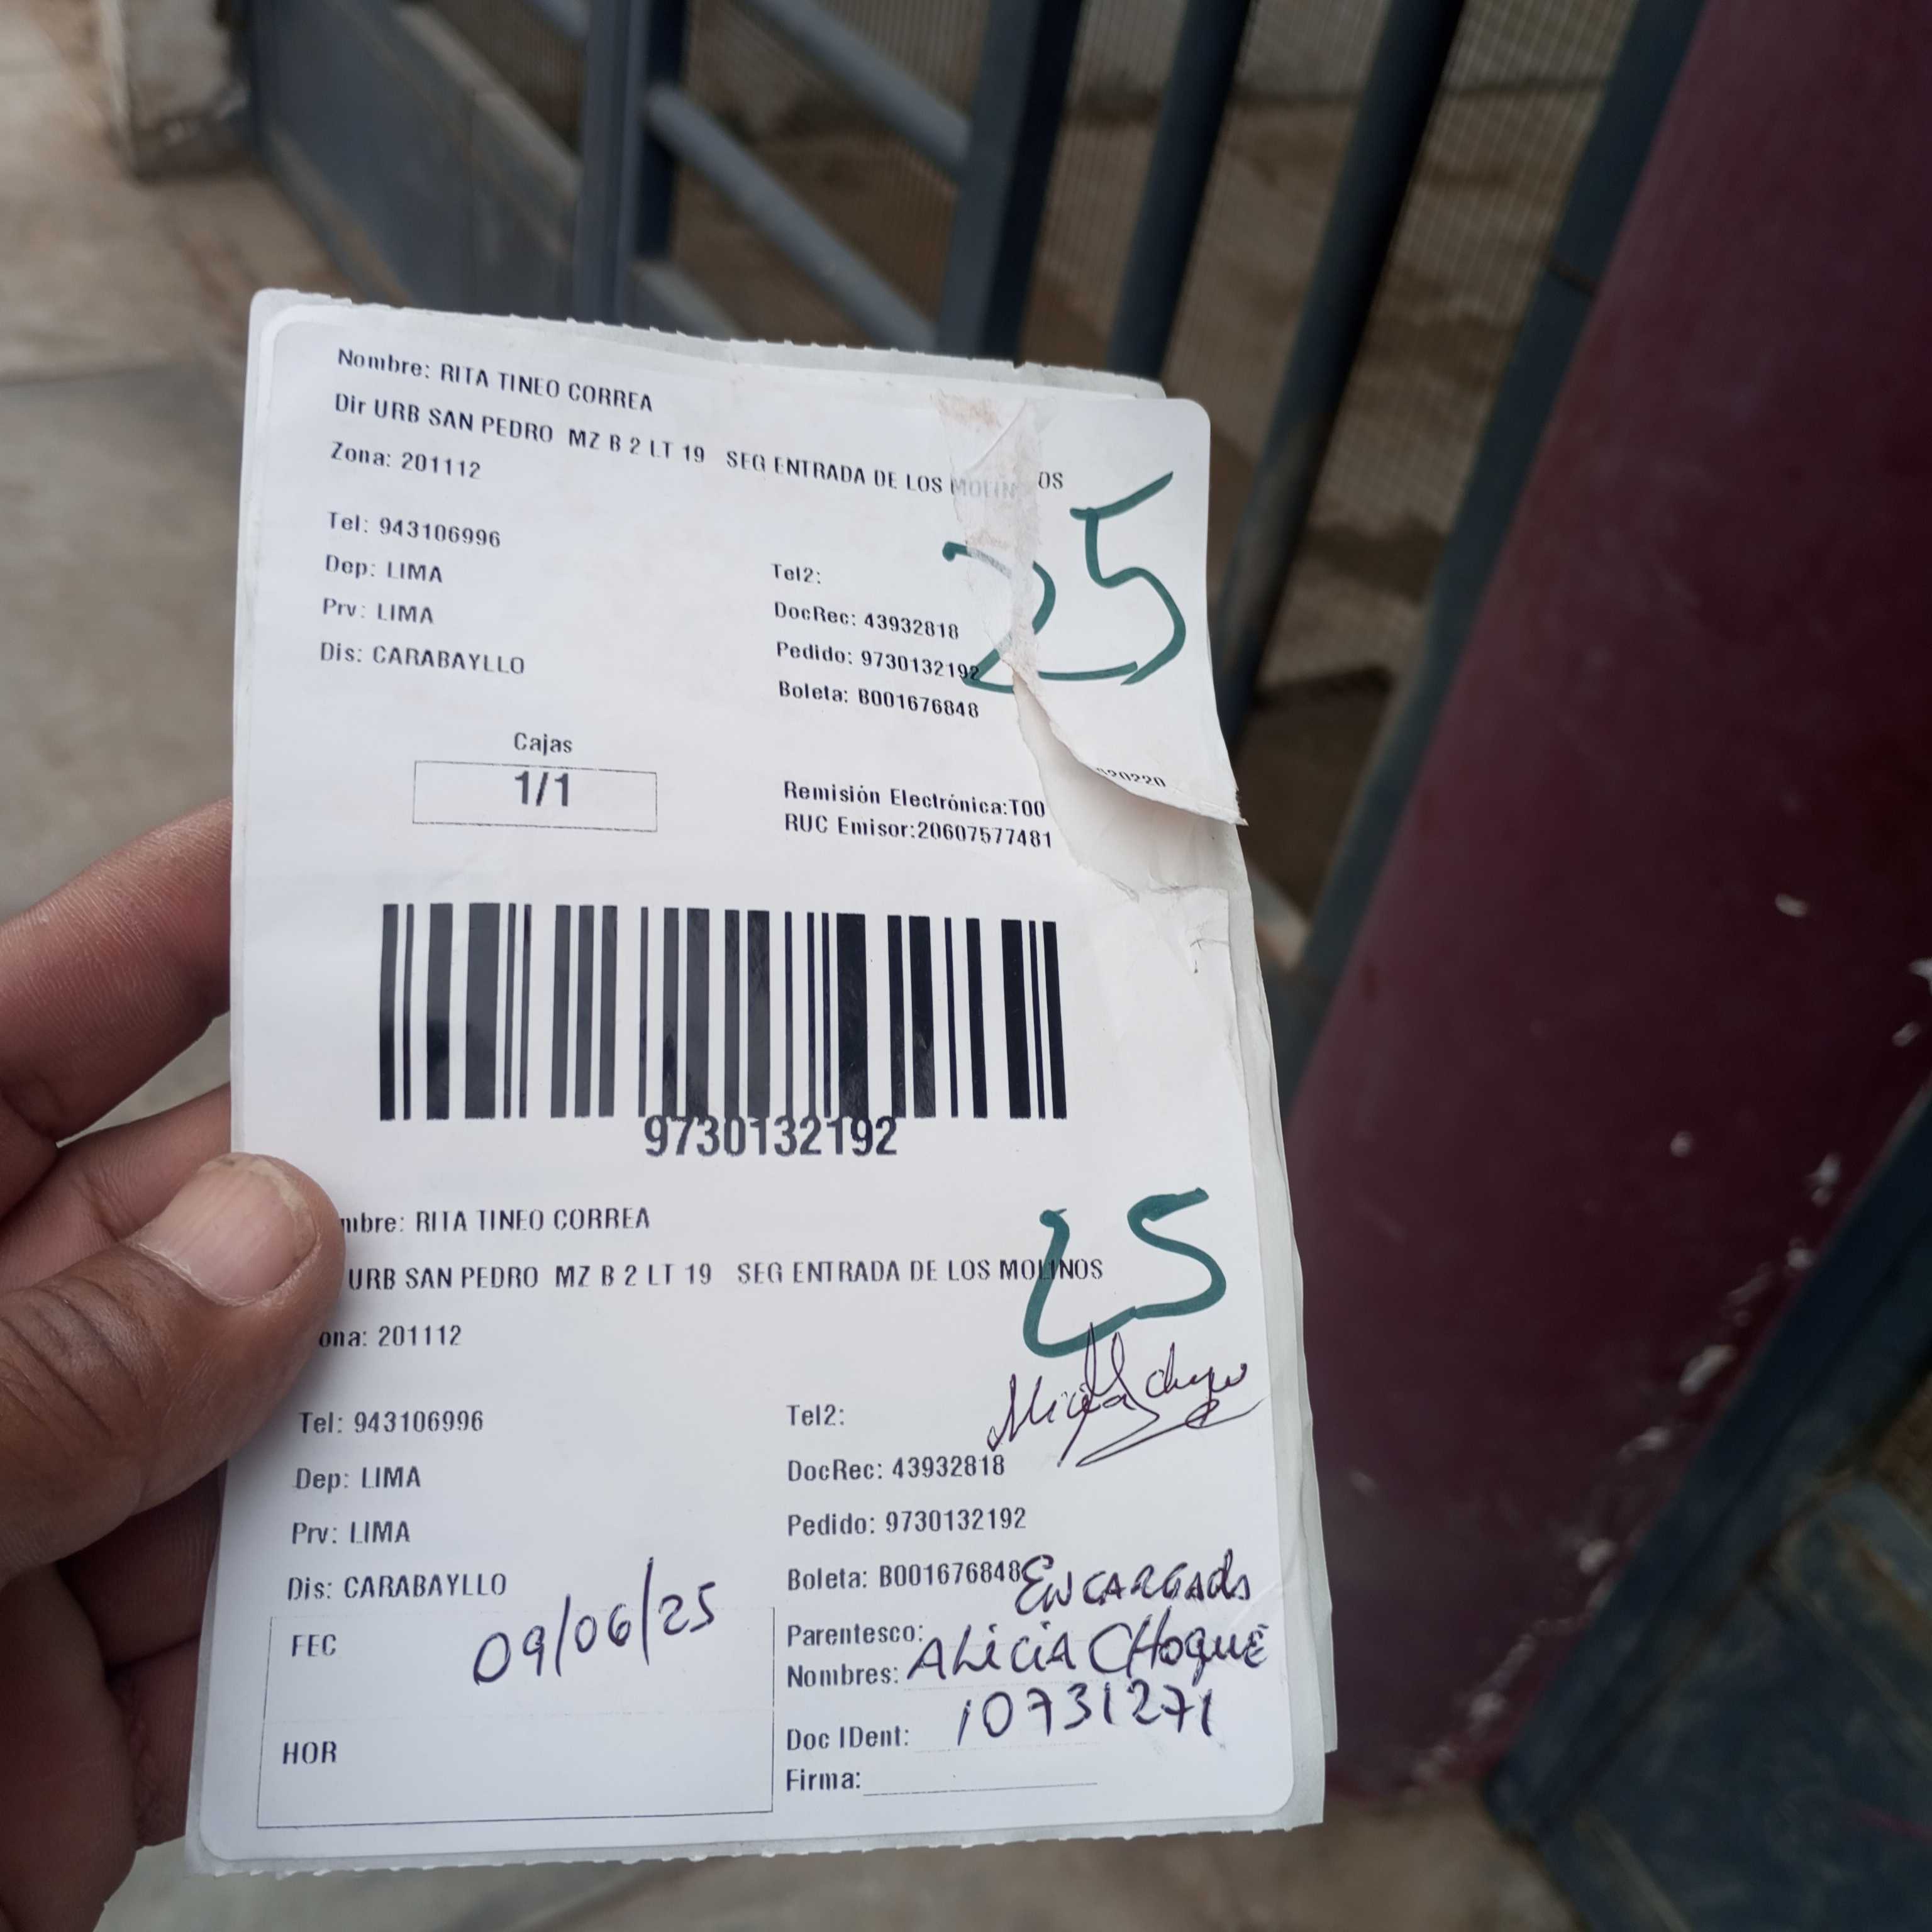 Nombre: RITA TINEO CORREA
Dir URB SAN PEDRO MZ B 2 LT 19 SEG ENTRADA DE LOS MOLINOS
Zona: 201112
25
Tel: 943106996
Tel2:
Dep: LIMA
DocRec: 43932818
Prv: LIMA
Pedido: 9730132192
Dis: CARABAYLLO
Boleta: B001676848
Cajas
1/1
Remisión Electrónica:T00
20220
RUC Emisor:20607577481
9730132192
mbre: RITA TINEO CORREA
25
URB SAN PEDRO MZ B 2 LT 19 SEG ENTRADA DE LOS MOLINOS
ona: 201112
Tel: 943106996
Tel2:
Dep: LIMA
DocRec: 43932818
Prv: LIMA
Pedido: 9730132192
Dis: CARABAYLLO
Boleta: B001676848
ENCARGADA
FEC 09/06/25
Parentesco:
Nombres: ALICIA CHOQUE
HOR
Doc IDent: 10731271
Firma: